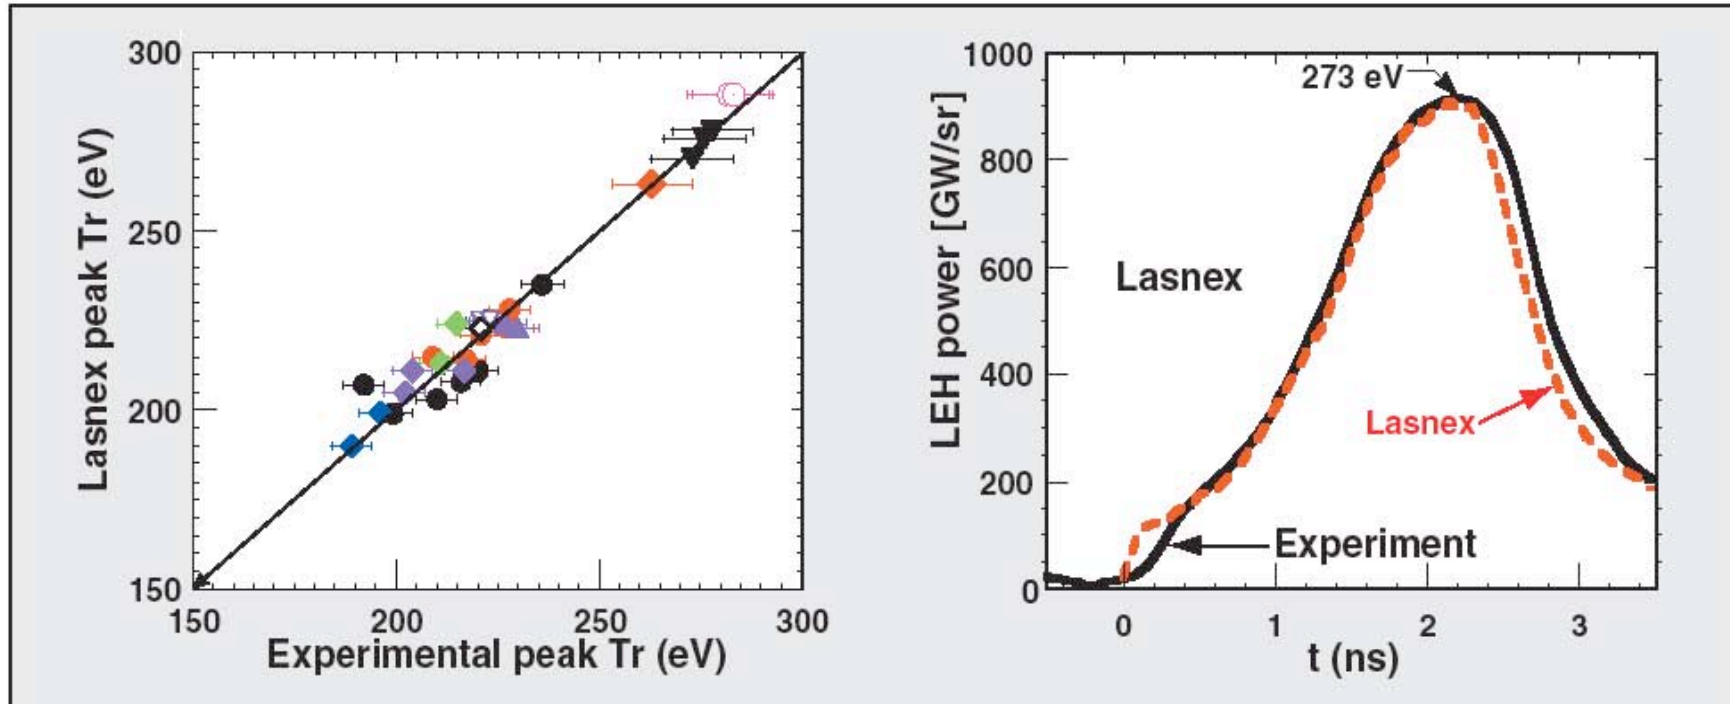 300
250
200
150
Lasnex peak Tr (eV)
150
200
250
300
Experimental peak Tr (eV)
1000
800
600
400
200
0
LEH power [GW/sr]
273 eV
Lasnex
Lasnex
Experiment
0
1
2
3
t (ns)